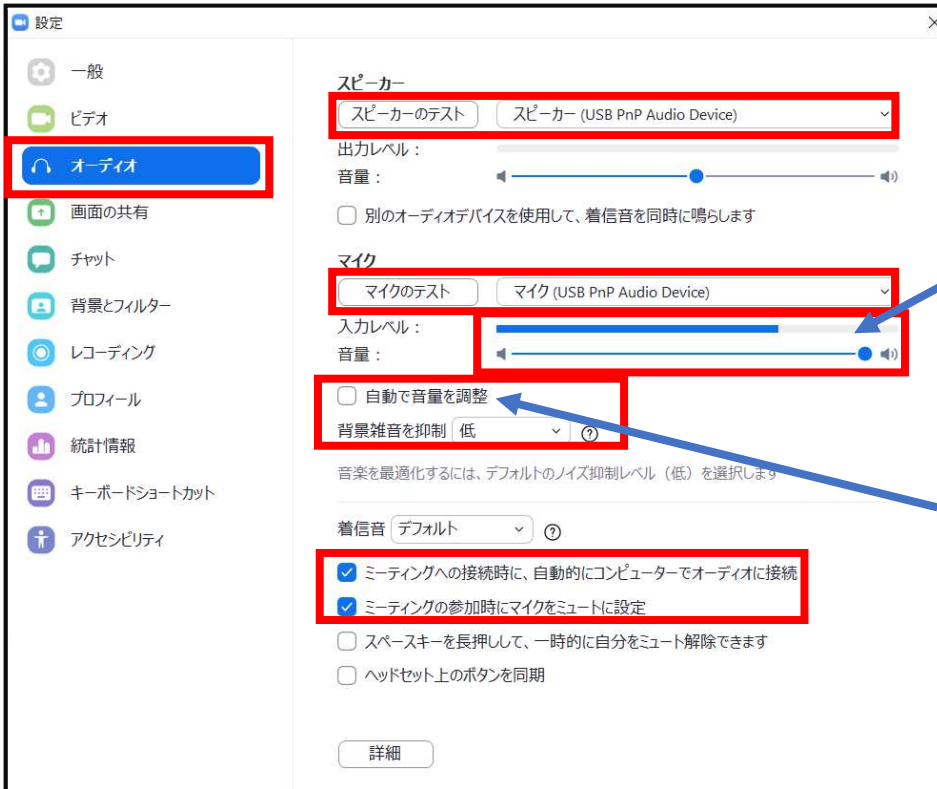 設定
一般
ビデオ
オーディオ
画面の共有
チャット
背景とフィルター
レコーディング
プロフィール
統計情報
キーボードショートカット
アクセシビリティ
スピーカー
スピーカーのテスト スピーカー (USB PnP Audio Device)
出力レベル：
音量：
別のオーディオデバイスを使用して、着信音を同時に鳴らします
マイク
マイクのテスト マイク (USB PnP Audio Device)
入力レベル：
音量：
自動で音量を調整
背景雑音を抑制 低
音楽を最適化するには、デフォルトのノイズ抑制レベル（低）を選択します
着信音 デフォルト
ミーティングへの接続時に、自動的にコンピューターでオーディオに接続
ミーティングの参加時にマイクをミュートに設定
スペースキーを長押しして、一時的に自分をミュート解除できます
ヘッドセット上のボタンを同期
詳細